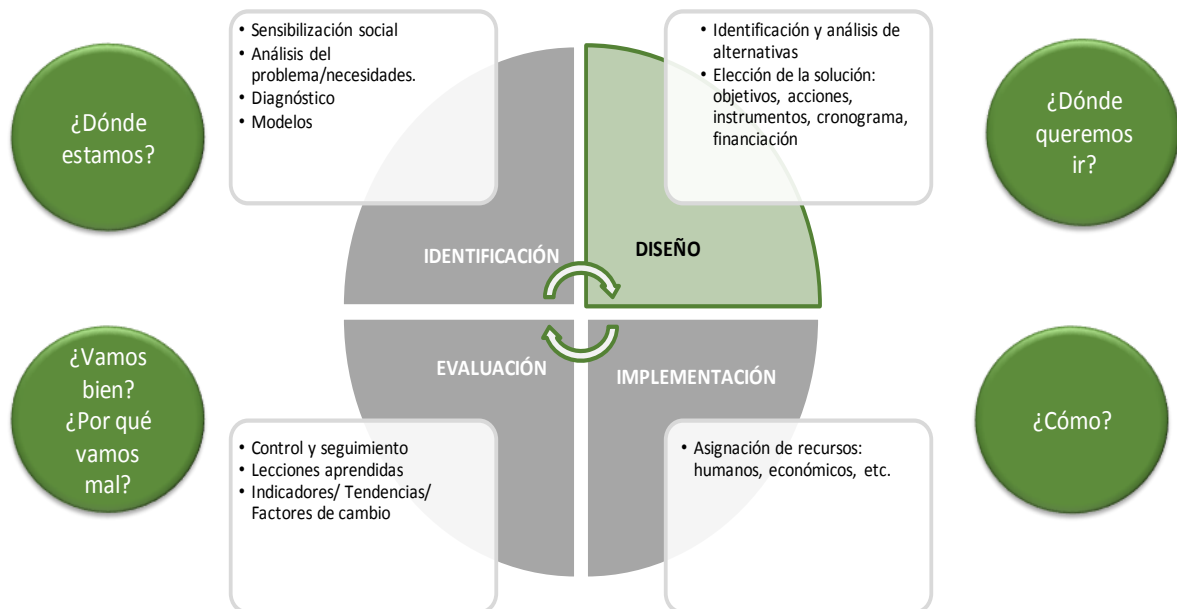 ¿Dónde
estamos?
• Sensibilización social
• Análisis del
problema/necesidades.
• Diagnóstico
• Modelos
IDENTIFICACIÓN
• Identificación y análisis de
alternativas
• Elección de la solución:
objetivos, acciones,
instrumentos, cronograma,
financiación
DISEÑO
¿Dónde
queremos
ir?
¿Vamos
bien?
¿Por qué
vamos
mal?
EVALUACIÓN
• Control y seguimiento
• Lecciones aprendidas
• Indicadores/ Tendencias/
Factores de cambio
IMPLEMENTACIÓN
• Asignación de recursos:
humanos, económicos, etc.
¿Cómo?